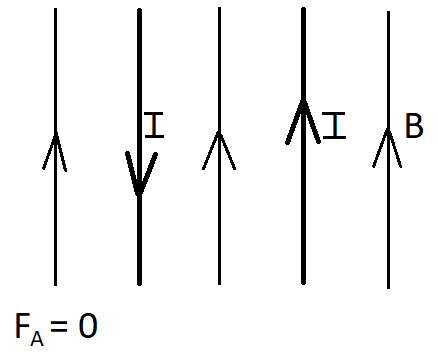 I I B
F_A = 0